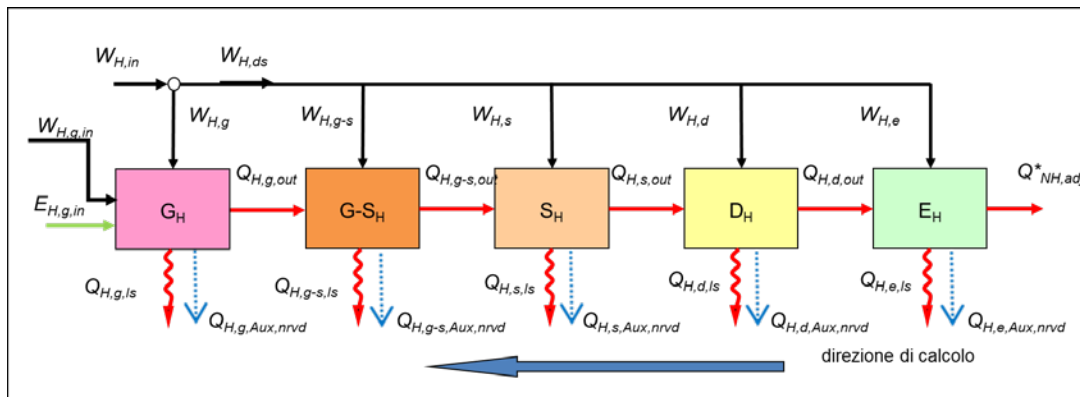 W_H,in
W_H,ds
W_H,g
W_H,g-s
W_H,s
W_H,d
W_H,e
W_H,g,in
Q_H,g,out
Q_H,g-s,out
Q_H,s,out
Q_H,d,out
Q*_NH,adj
E_H,g,in
G_H
G-S_H
S_H
D_H
E_H
Q_H,g,ls
Q_H,g-s,ls
Q_H,s,ls
Q_H,d,ls
Q_H,e,ls
Q_H,g,Aux,nrvd
Q_H,g-s,Aux,nrvd
Q_H,s,Aux,nrvd
Q_H,d,Aux,nrvd
Q_H,e,Aux,nrvd
direzione di calcolo